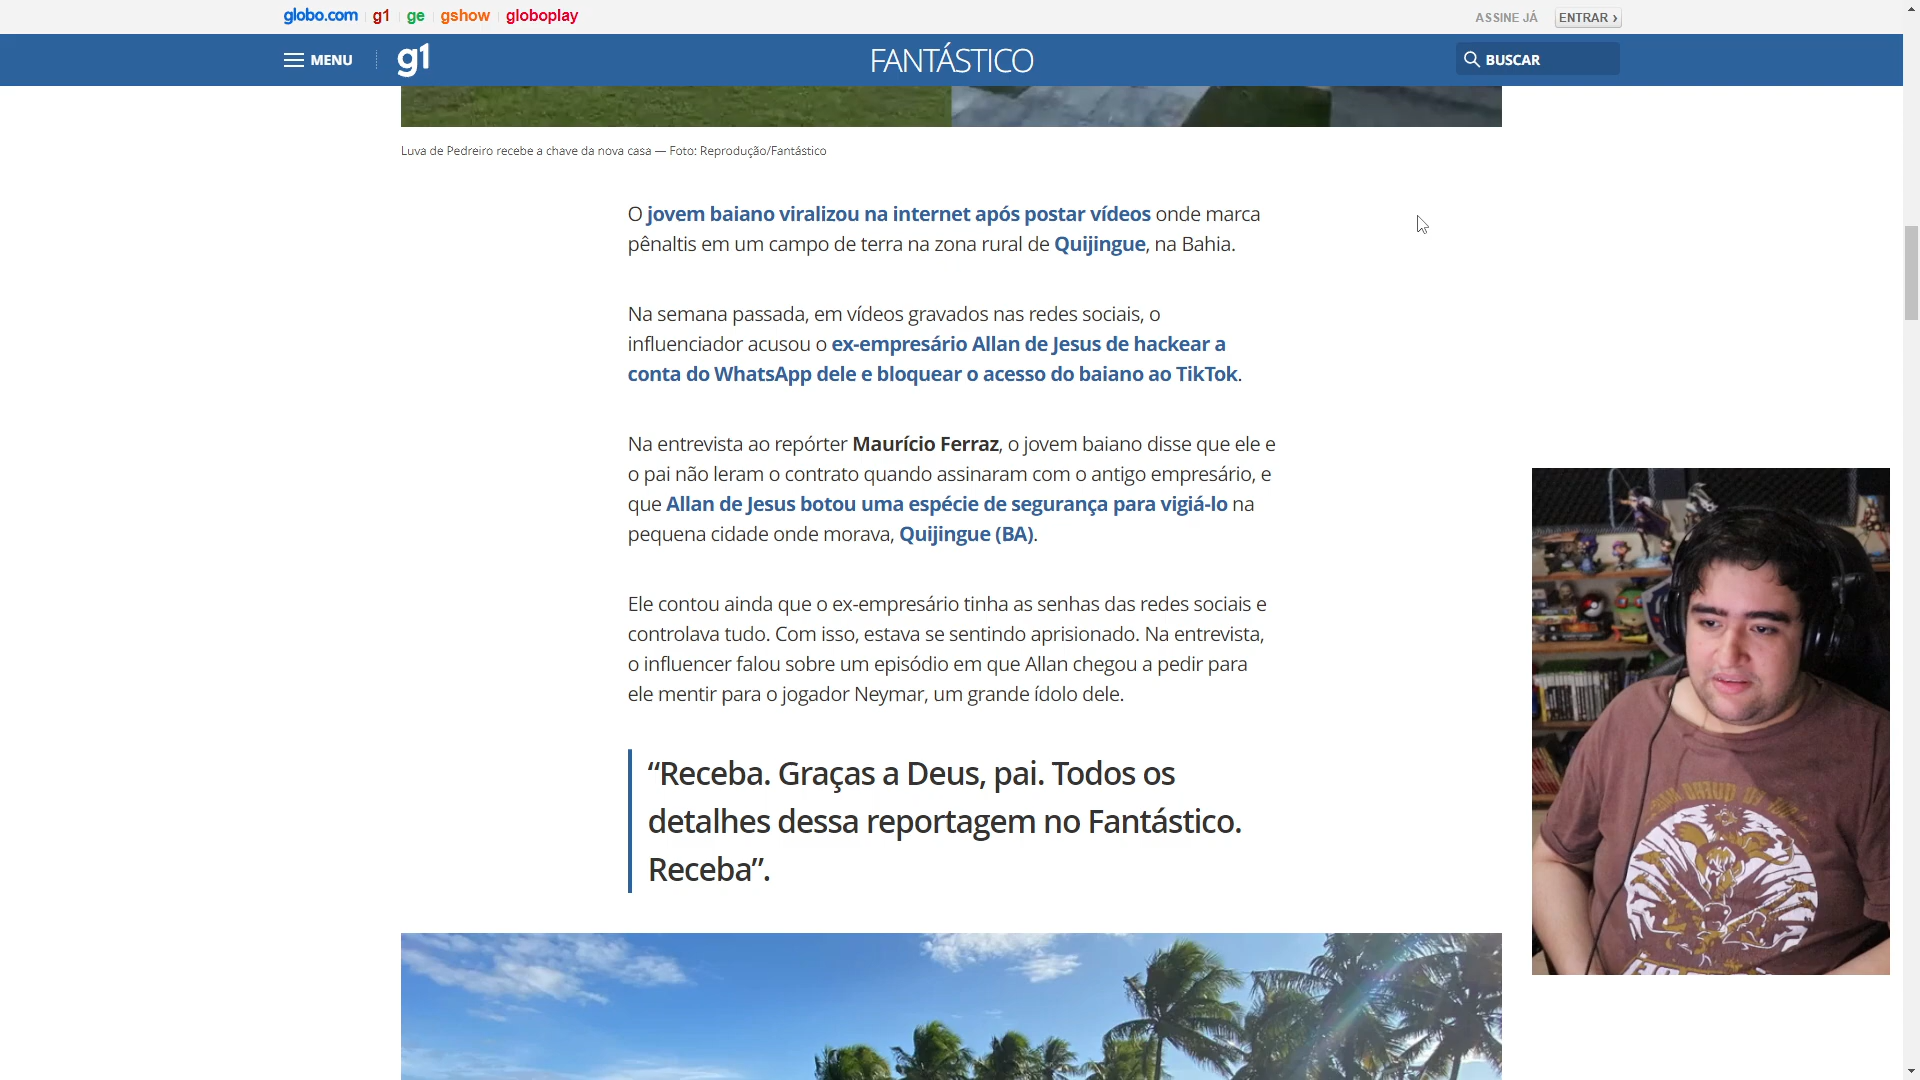 globo.com g1 ge gshow globoplay ASSINE JÁ ENTRAR ›
MENU g1 FANTÁSTICO BUSCAR
Luva de Pedreiro recebe a chave da nova casa — Foto: Reprodução/Fantástico
O jovem baiano viralizou na internet após postar vídeos onde marca
pênaltis em um campo de terra na zona rural de Quijingue, na Bahia.
Na semana passada, em vídeos gravados nas redes sociais, o
influenciador acusou o ex-empresário Allan de Jesus de hackear a
conta do WhatsApp dele e bloquear o acesso do baiano ao TikTok.
Na entrevista ao repórter Maurício Ferraz, o jovem baiano disse que ele e
o pai não leram o contrato quando assinaram com o antigo empresário, e
que Allan de Jesus botou uma espécie de segurança para vigiá-lo na
pequena cidade onde morava, Quijingue (BA).
Ele contou ainda que o ex-empresário tinha as senhas das redes sociais e
controlava tudo. Com isso, estava se sentindo aprisionado. Na entrevista,
o influencer falou sobre um episódio em que Allan chegou a pedir para
ele mentir para o jogador Neymar, um grande ídolo dele.
“Receba. Graças a Deus, pai. Todos os
detalhes dessa reportagem no Fantástico.
Receba”.